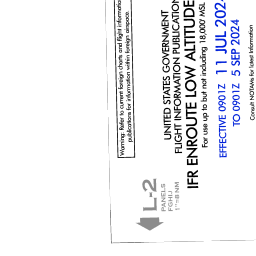 Warning: Refer to current foreign charts and flight information
publications for information within foreign airspace.
UNITED STATES GOVERNMENT
FLIGHT INFORMATION PUBLICATION
IFR ENROUTE LOW ALTITUDE
For use up to but not including 18,000' MSL
EFFECTIVE 0901Z 11 JUL 202
TO 0901Z 5 SEP 2024
Consult NOTAMs for latest information
L-2
PANELS
FGHIJ
1"=8 NM